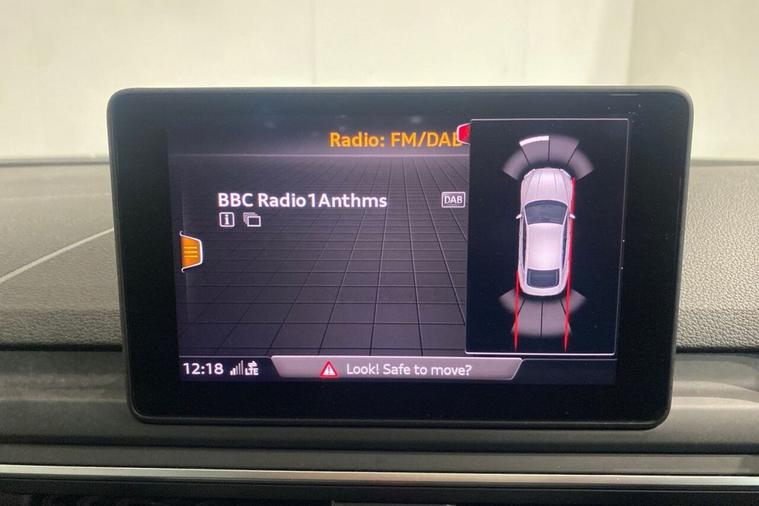 Radio: FM/DAB
BBC Radio1Anthms DAB
i
12:18 LTE Look! Safe to move?